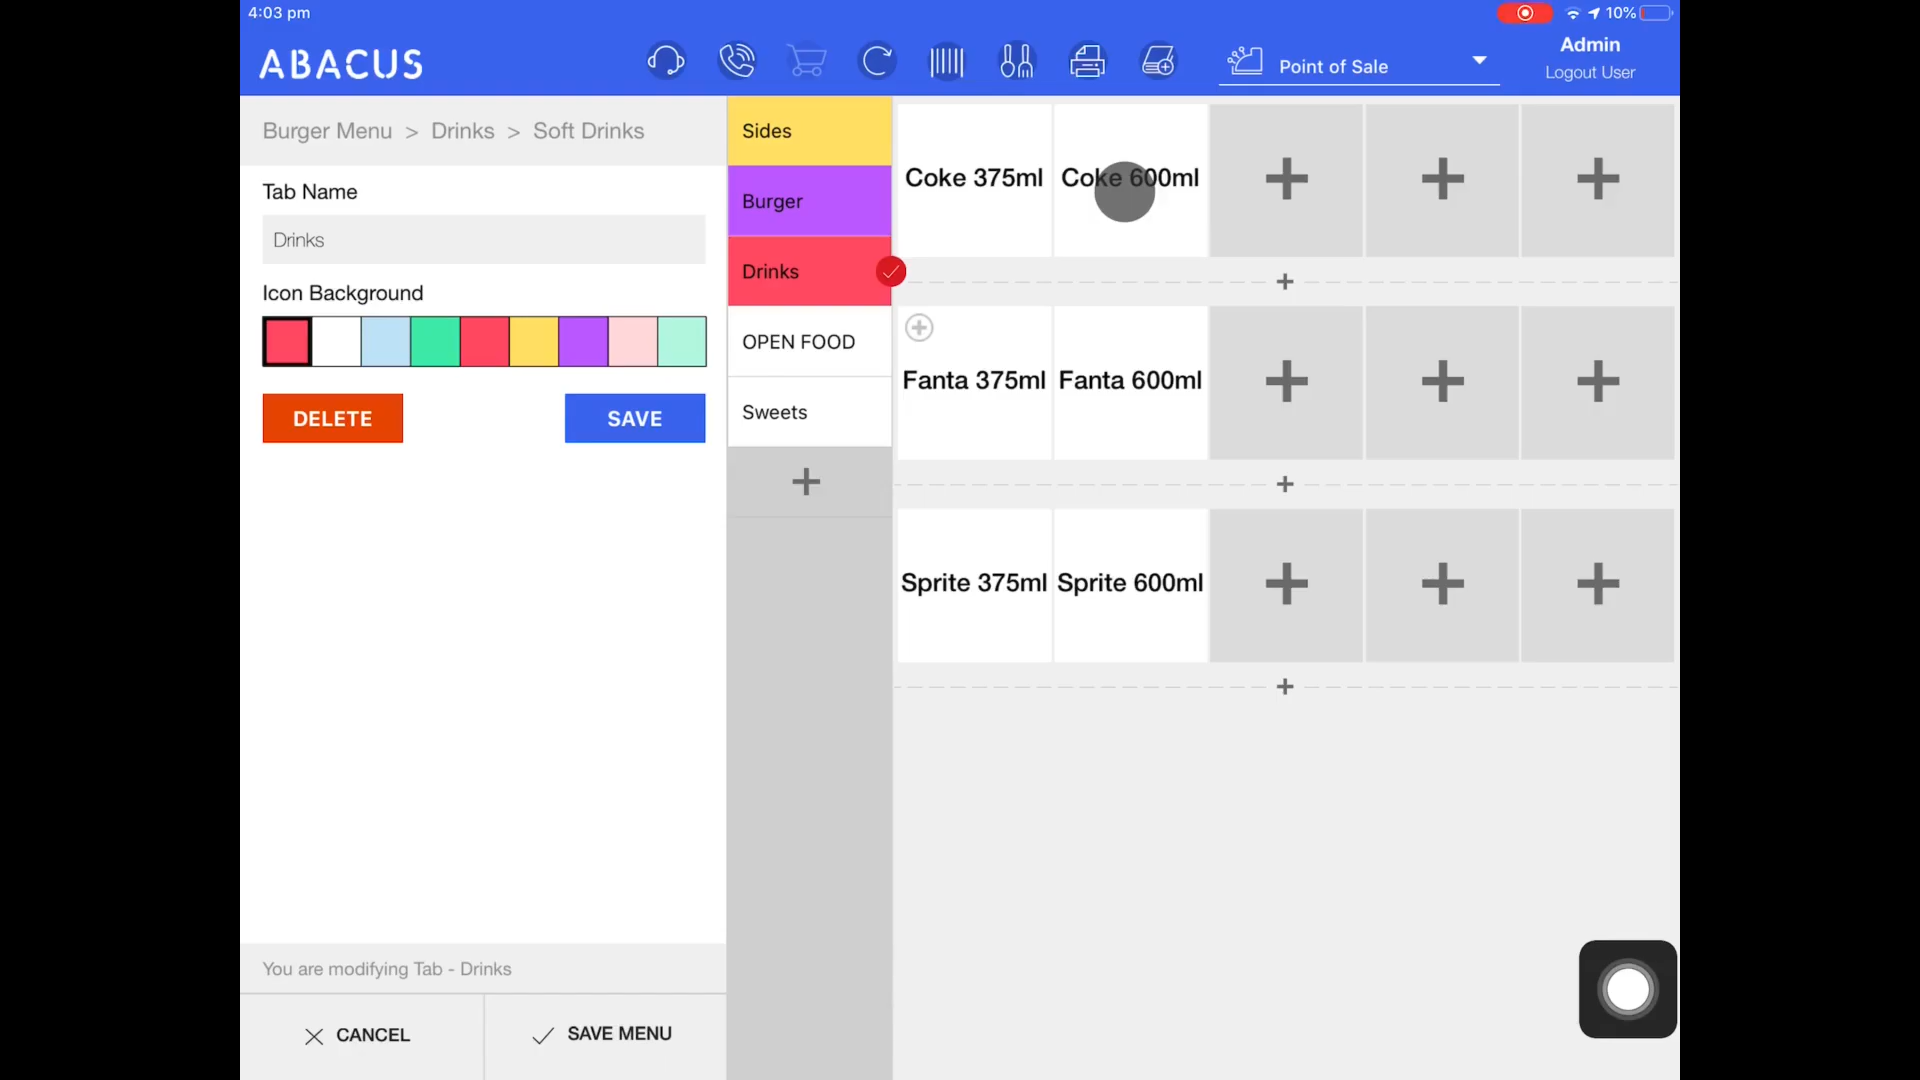 4:03 pm
10%
ABACUS
Point of Sale
Admin
Logout User
Burger Menu > Drinks > Soft Drinks
Tab Name
Drinks
Icon Background
DELETE
SAVE
Sides
Burger
Drinks
OPEN FOOD
Sweets
Coke 375ml
Coke 600ml
Fanta 375ml
Fanta 600ml
Sprite 375ml
Sprite 600ml
You are modifying Tab - Drinks
CANCEL
SAVE MENU